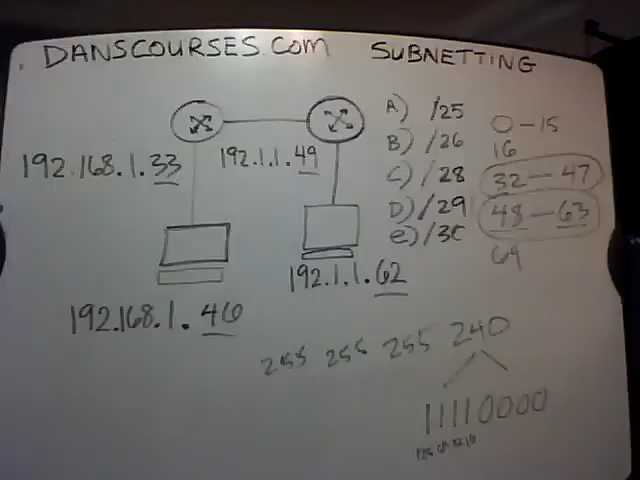 DANSCOURSES.COM SUBNETTING
A) /25
B) /26
C) /28
D) /29
e) /30
0 - 15
16
32 - 47
48 - 63
64
192.168.1.33
192.1.1.49
192.1.1.62
192.168.1.46
255 255 255 240
11110000